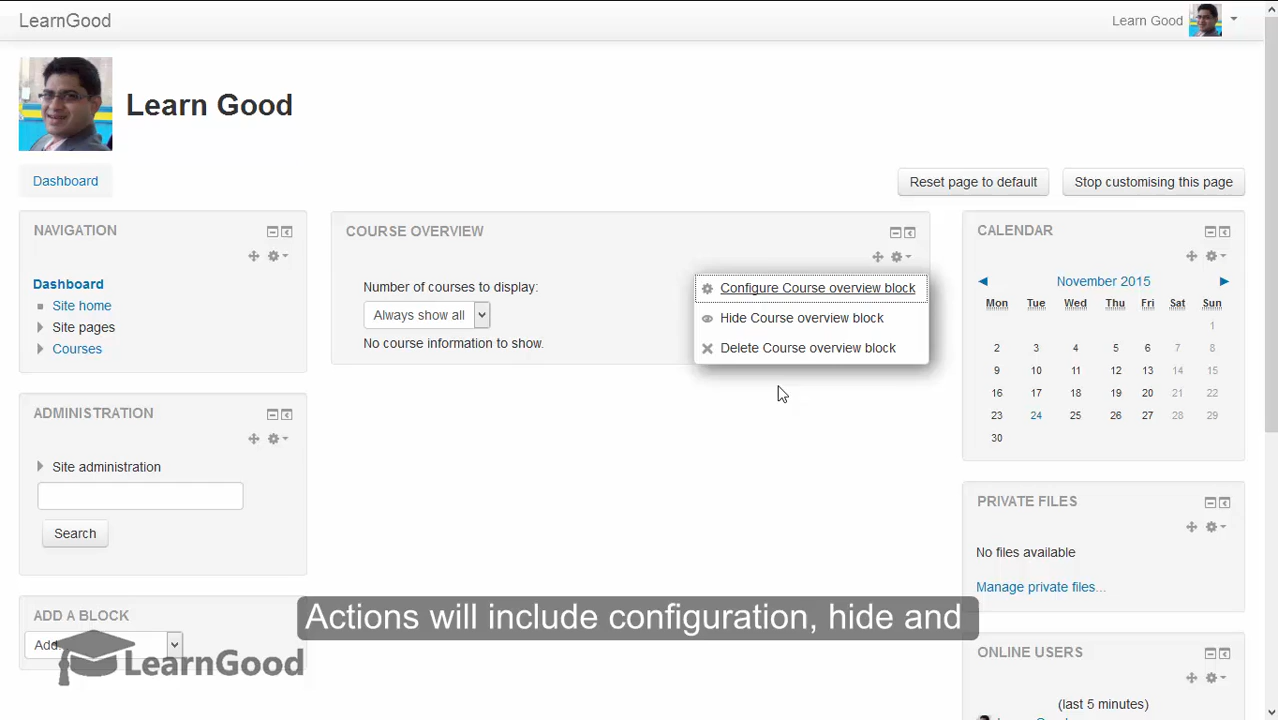 LearnGood
Learn Good
Learn Good
Dashboard
Reset page to default
Stop customising this page
NAVIGATION
Dashboard
Site home
Site pages
Courses
COURSE OVERVIEW
Number of courses to display:
Always show all
No course information to show.
Configure Course overview block
Hide Course overview block
Delete Course overview block
CALENDAR
November 2015
Mon Tue Wed Thu Fri Sat Sun
1
2 3 4 5 6 7 8
9 10 11 12 13 14 15
16 17 18 19 20 21 22
23 24 25 26 27 28 29
30
ADMINISTRATION
Site administration
Search
PRIVATE FILES
No files available
Manage private files...
ADD A BLOCK
Add
Actions will include configuration, hide and
LearnGood
ONLINE USERS
(last 5 minutes)